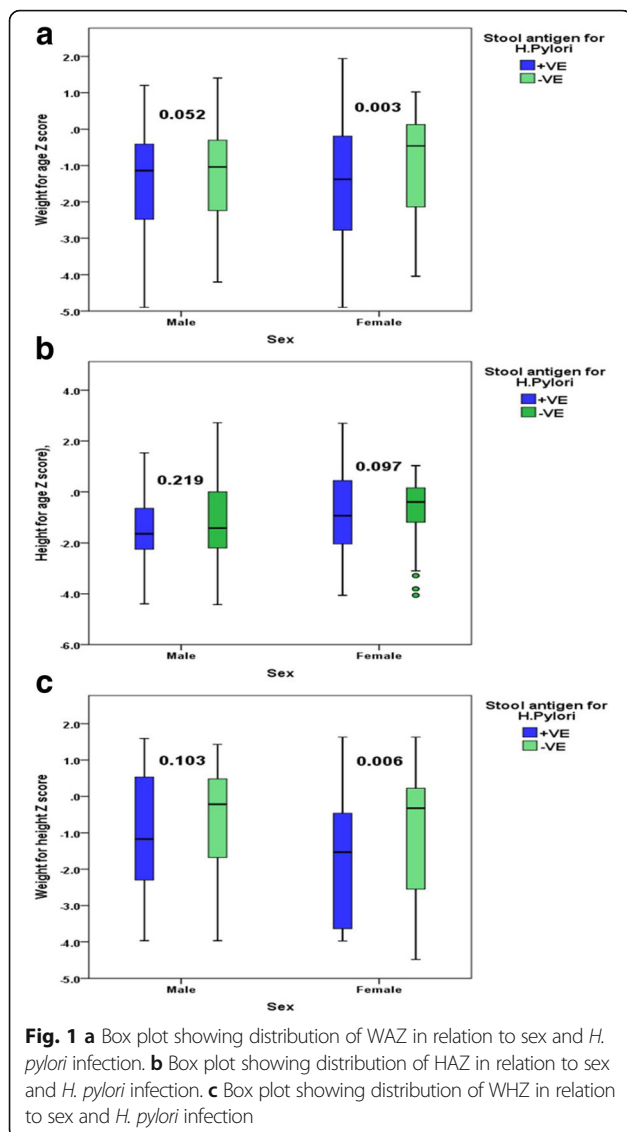 a
Stool antigen for
H.Pylori
+VE
-VE
2.0
1.0
.0
-1.0
-2.0
-3.0
-4.0
-5.0
Weight for age Z score
0.052
0.003
Male
Female
Sex
b
Stool antigen for
H.Pylori
+VE
-VE
4.0
2.0
.0
-2.0
-4.0
-6.0
Height for age Z score),
0.219
0.097
Male
Female
Sex
c
Stool antigen for
H.Pylori
+VE
-VE
2.0
1.0
.0
-1.0
-2.0
-3.0
-4.0
-5.0
Weight for height Z score
0.103
0.006
Male
Female
Sex
Fig. 1 a Box plot showing distribution of WAZ in relation to sex and H.
pylori infection. b Box plot showing distribution of HAZ in relation to sex
and H. pylori infection. c Box plot showing distribution of WHZ in relation
to sex and H. pylori infection